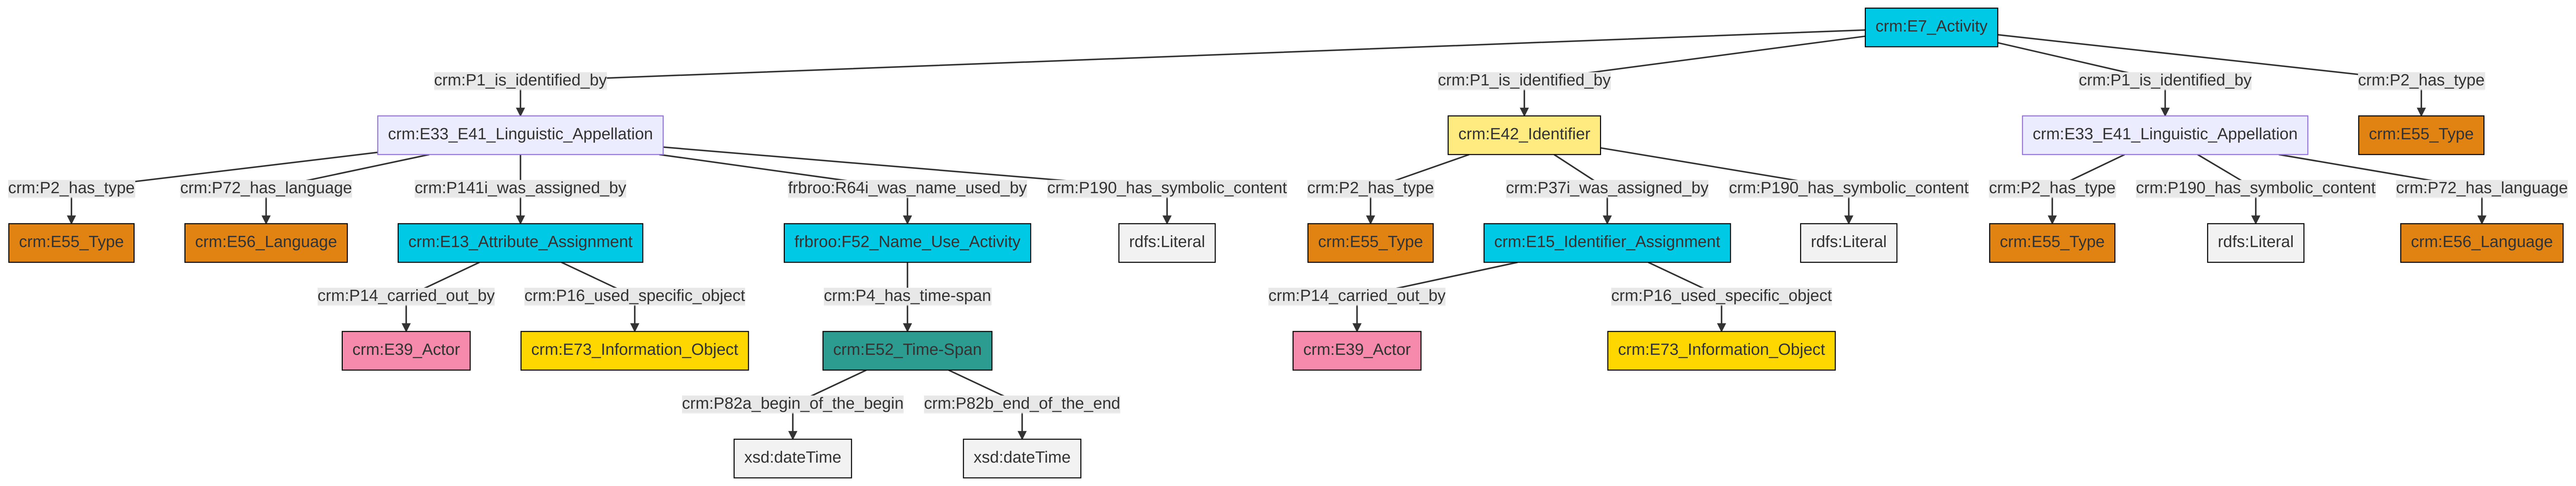 crm:E7_Activity
crm:P1_is_identified_by
crm:P1_is_identified_by
crm:P1_is_identified_by
crm:P2_has_type
crm:E33_E41_Linguistic_Appellation
crm:E42_Identifier
crm:E33_E41_Linguistic_Appellation
crm:E55_Type
crm:P2_has_type
crm:P72_has_language
crm:P141i_was_assigned_by
frbroo:R64i_was_name_used_by
crm:P190_has_symbolic_content
crm:P2_has_type
crm:P37i_was_assigned_by
crm:P190_has_symbolic_content
crm:P2_has_type
crm:P190_has_symbolic_content
crm:P72_has_language
crm:E55_Type
crm:E56_Language
crm:E13_Attribute_Assignment
frbroo:F52_Name_Use_Activity
rdfs:Literal
crm:E55_Type
crm:E15_Identifier_Assignment
rdfs:Literal
crm:E55_Type
rdfs:Literal
crm:E56_Language
crm:P14_carried_out_by
crm:P16_used_specific_object
crm:P4_has_time-span
crm:P14_carried_out_by
crm:P16_used_specific_object
crm:E39_Actor
crm:E73_Information_Object
crm:E52_Time-Span
crm:E39_Actor
crm:E73_Information_Object
crm:P82a_begin_of_the_begin
crm:P82b_end_of_the_end
xsd:dateTime
xsd:dateTime